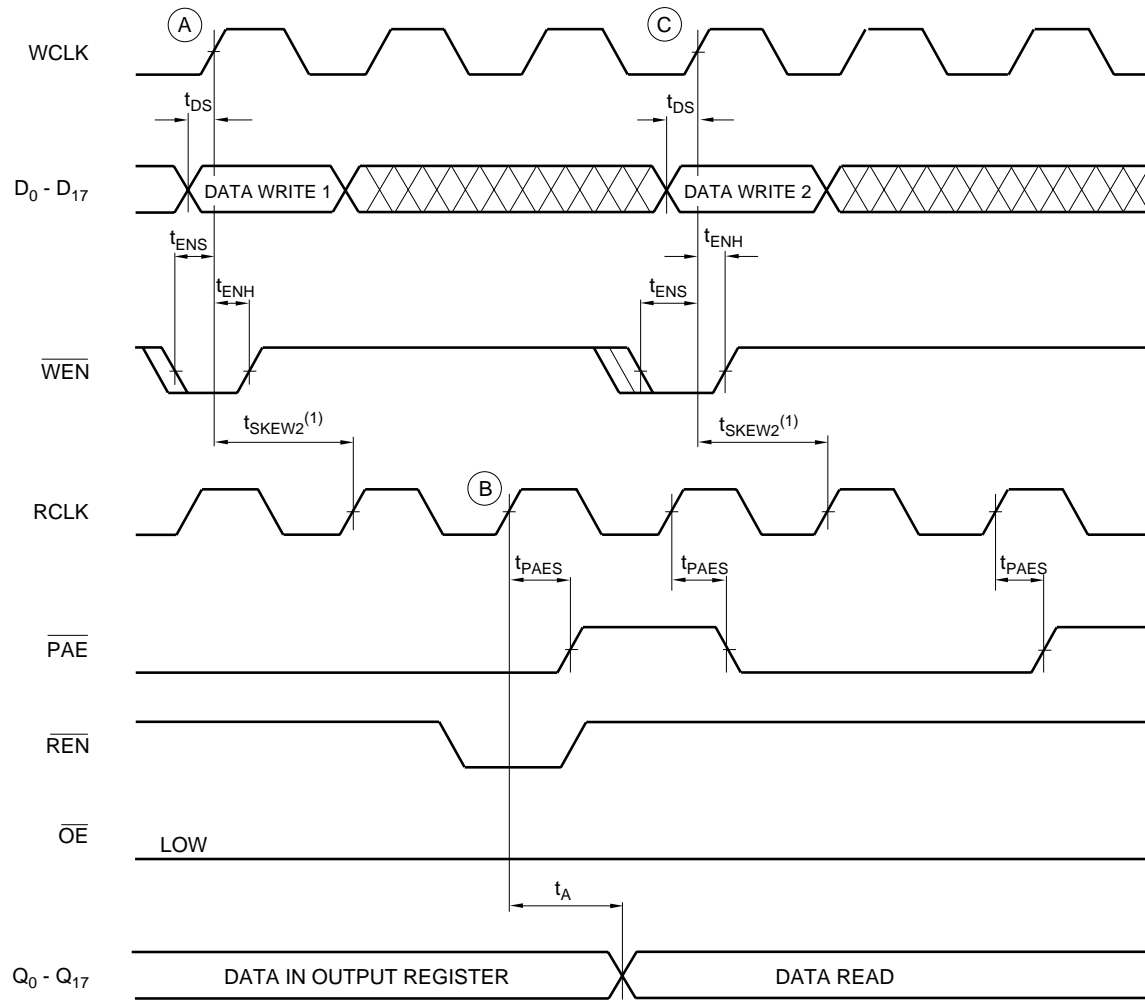 A
C
WCLK
tDS
tDS
D0 - D17
DATA WRITE 1
DATA WRITE 2
tENS
tENH
tENH
tENS
WEN
tSKEW2(1)
tSKEW2(1)
B
RCLK
tPAES
tPAES
tPAES
PAE
REN
OE
LOW
tA
Q0 - Q17
DATA IN OUTPUT REGISTER
DATA READ